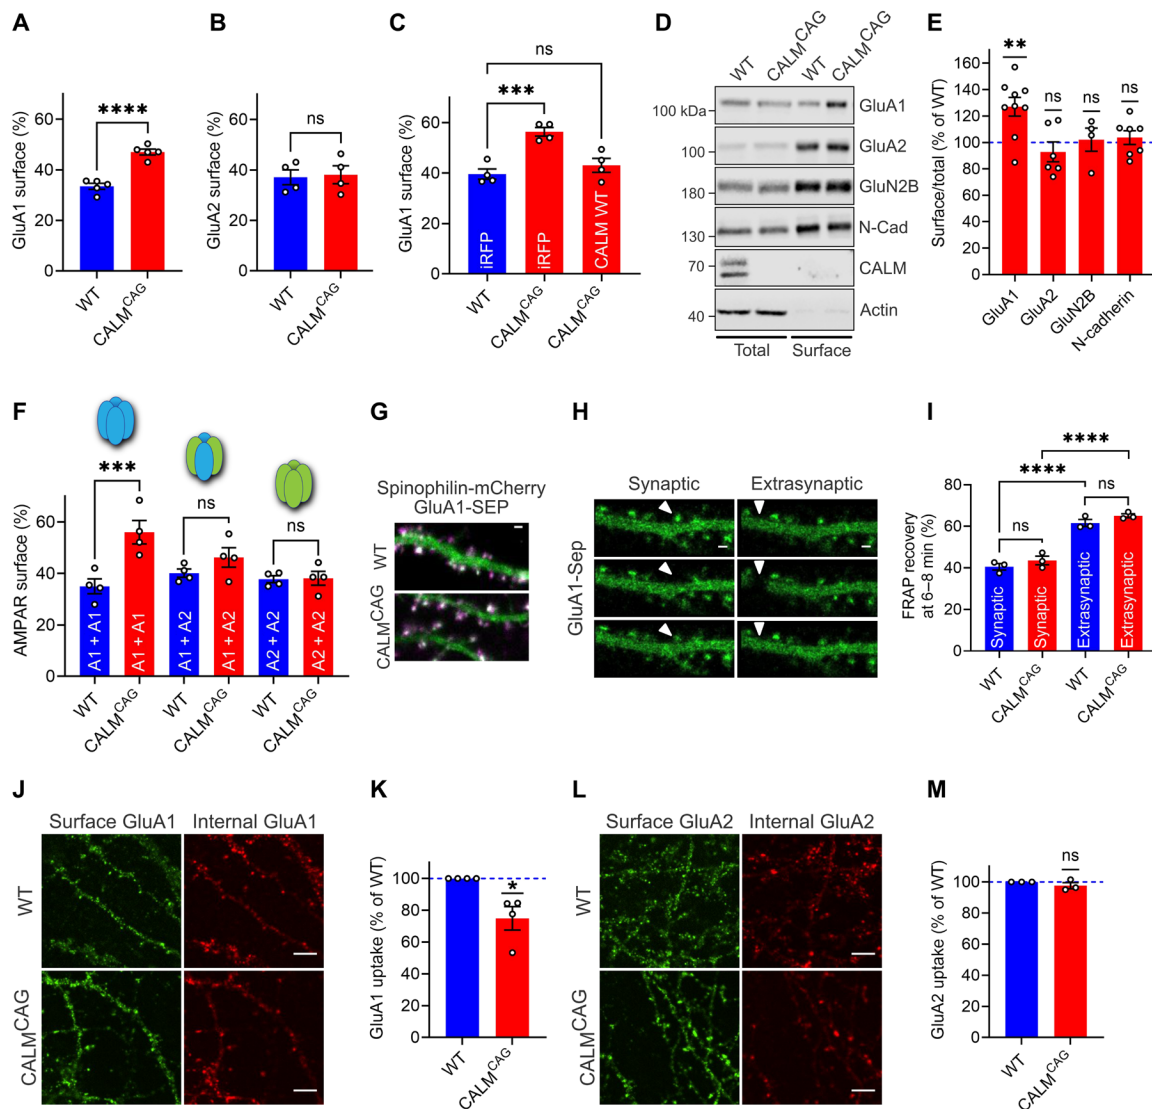 A
GluA1 surface (%)
80
60
40
20
0
****
WT
CALM^CAG
B
GluA2 surface (%)
80
60
40
20
0
ns
WT
CALM^CAG
C
GluA1 surface (%)
80
60
40
20
0
ns
***
iRFP
iRFP
CALM WT
WT
CALM^CAG
CALM^CAG
D
WT
CALM^CAG
WT
CALM^CAG
100 kDa
GluA1
100
GluA2
180
GluN2B
130
N-Cad
70
CALM
40
Actin
Total
Surface
E
Surface/total (% of WT)
160
140
120
100
80
60
40
20
0
**
ns
ns
ns
GluA1
GluA2
GluN2B
N-cadherin
F
AMPAR surface (%)
60
40
20
0
***
ns
ns
A1 + A1
A1 + A1
A1 + A2
A1 + A2
A2 + A2
A2 + A2
WT
CALM^CAG
WT
CALM^CAG
WT
CALM^CAG
G
Spinophilin-mCherry
GluA1-SEP
WT
CALM^CAG
H
Synaptic
Extrasynaptic
GluA1-Sep
I
FRAP recovery
at 6–8 min (%)
80
60
40
20
0
****
****
ns
ns
Synaptic
Synaptic
Extrasynaptic
Extrasynaptic
WT
CALM^CAG
WT
CALM^CAG
J
Surface GluA1
Internal GluA1
WT
CALM^CAG
K
GluA1 uptake (% of WT)
100
80
60
40
20
0
*
WT
CALM^CAG
L
Surface GluA2
Internal GluA2
WT
CALM^CAG
M
GluA2 uptake (% of WT)
100
80
60
40
20
0
ns
WT
CALM^CAG